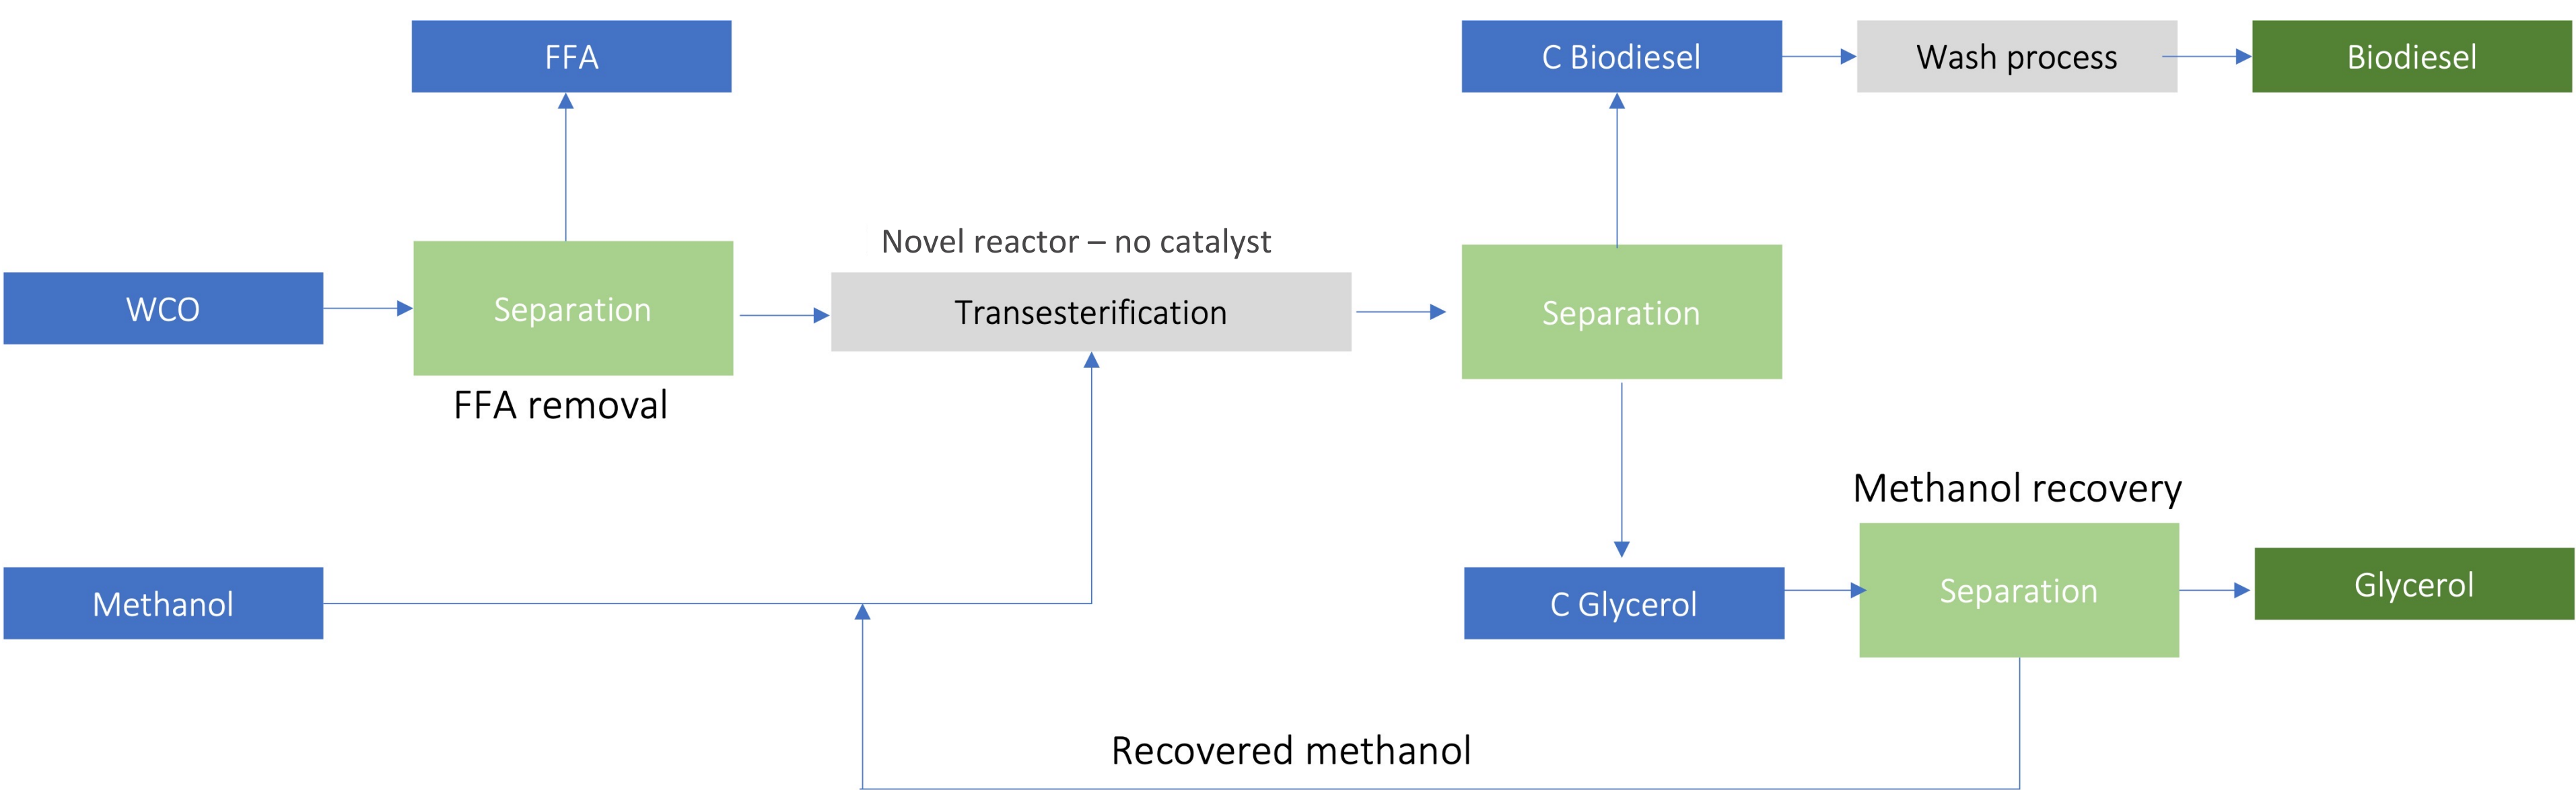 FFA
C Biodiesel
Wash process
Biodiesel
Novel reactor – no catalyst
WCO
Separation
Transesterification
Separation
FFA removal
Methanol recovery
Methanol
C Glycerol
Separation
Glycerol
Recovered methanol